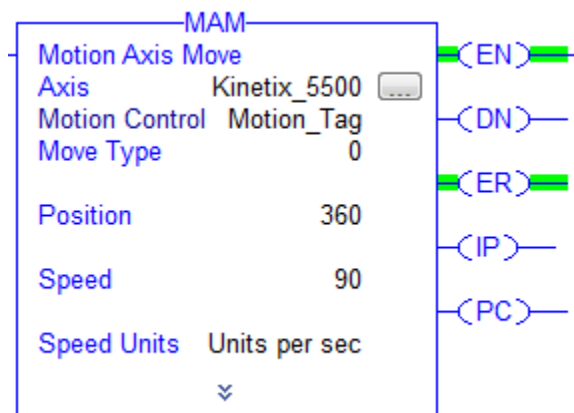 MAM
Motion Axis Move
Axis Kinetix_5500 ...
Motion Control Motion_Tag
Move Type 0
Position 360
Speed 90
Speed Units Units per sec
EN
DN
ER
IP
PC